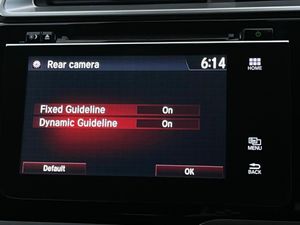 Rear camera 6:14
HOME
Fixed Guideline On
Dynamic Guideline On
MENU
Default OK
BACK